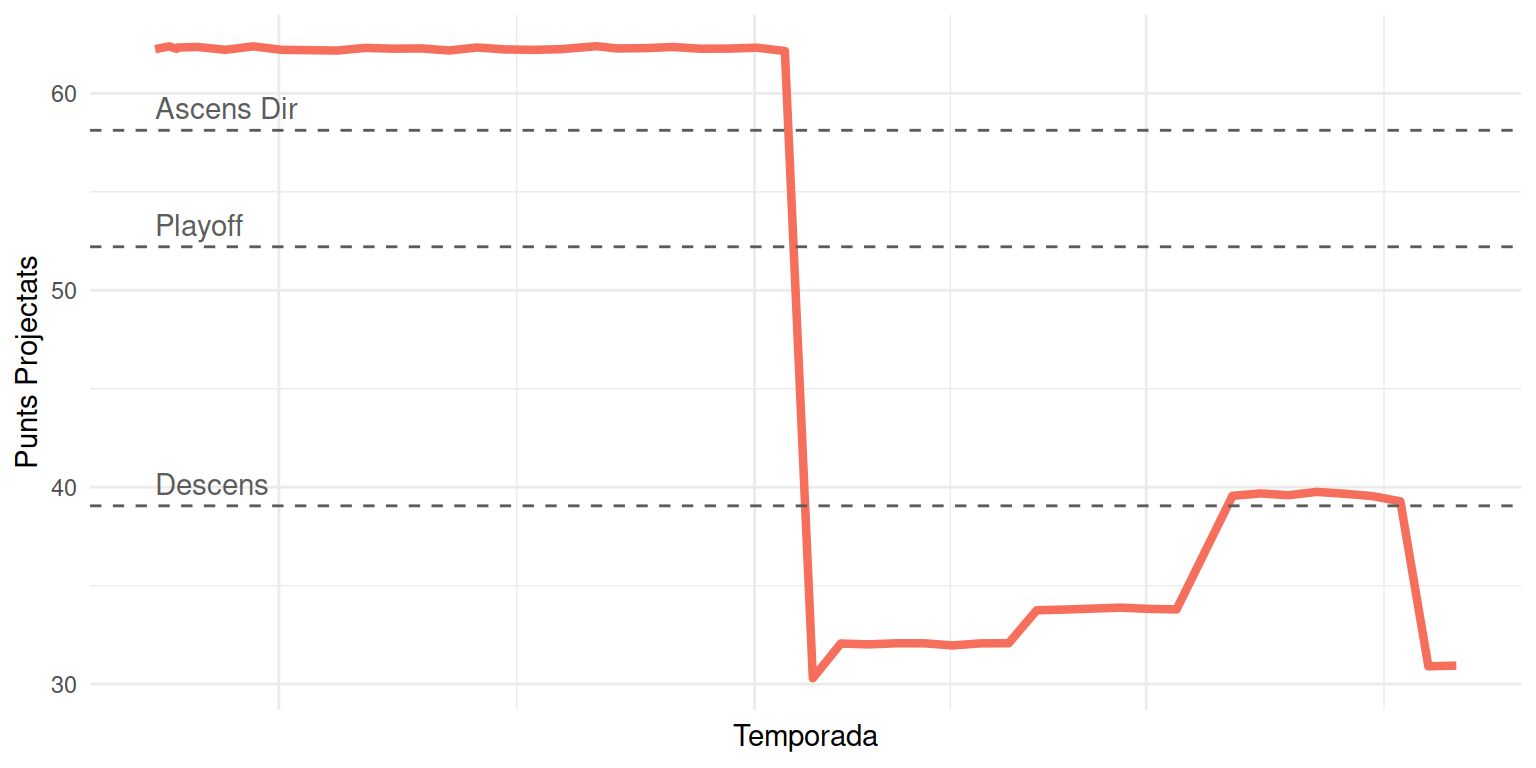 60
Ascens Dir
Playoff
50
Punts Projectats
40
Descens
30
Temporada